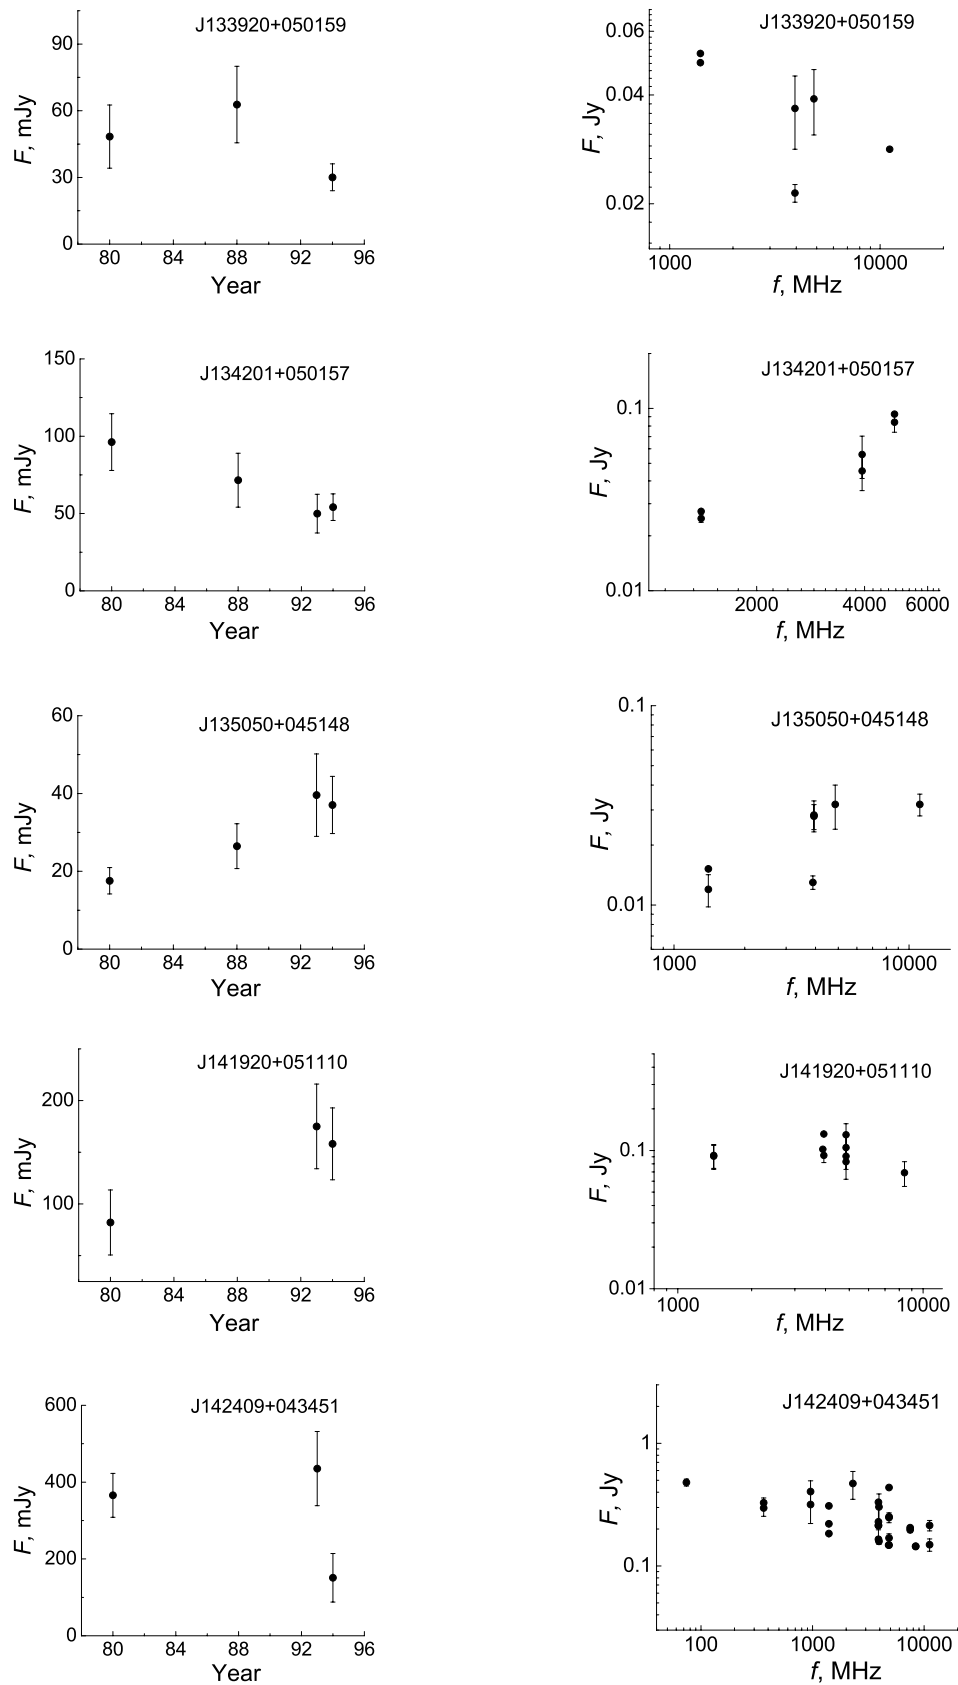 J133920+050159
90
60
30
0
F, mJy
80 84 88 92 96
Year
J133920+050159
0.06
0.04
0.02
F, Jy
1000 10000
f, MHz
J134201+050157
150
100
50
0
F, mJy
80 84 88 92 96
Year
J134201+050157
0.1
0.01
F, Jy
2000 4000 6000
f, MHz
J135050+045148
60
40
20
0
F, mJy
80 84 88 92 96
Year
J135050+045148
0.1
0.01
F, Jy
1000 10000
f, MHz
J141920+051110
200
100
F, mJy
80 84 88 92 96
Year
J141920+051110
0.1
0.01
F, Jy
1000 10000
f, MHz
J142409+043451
600
400
200
0
F, mJy
80 84 88 92 96
Year
J142409+043451
1
0.1
F, Jy
100 1000 10000
f, MHz